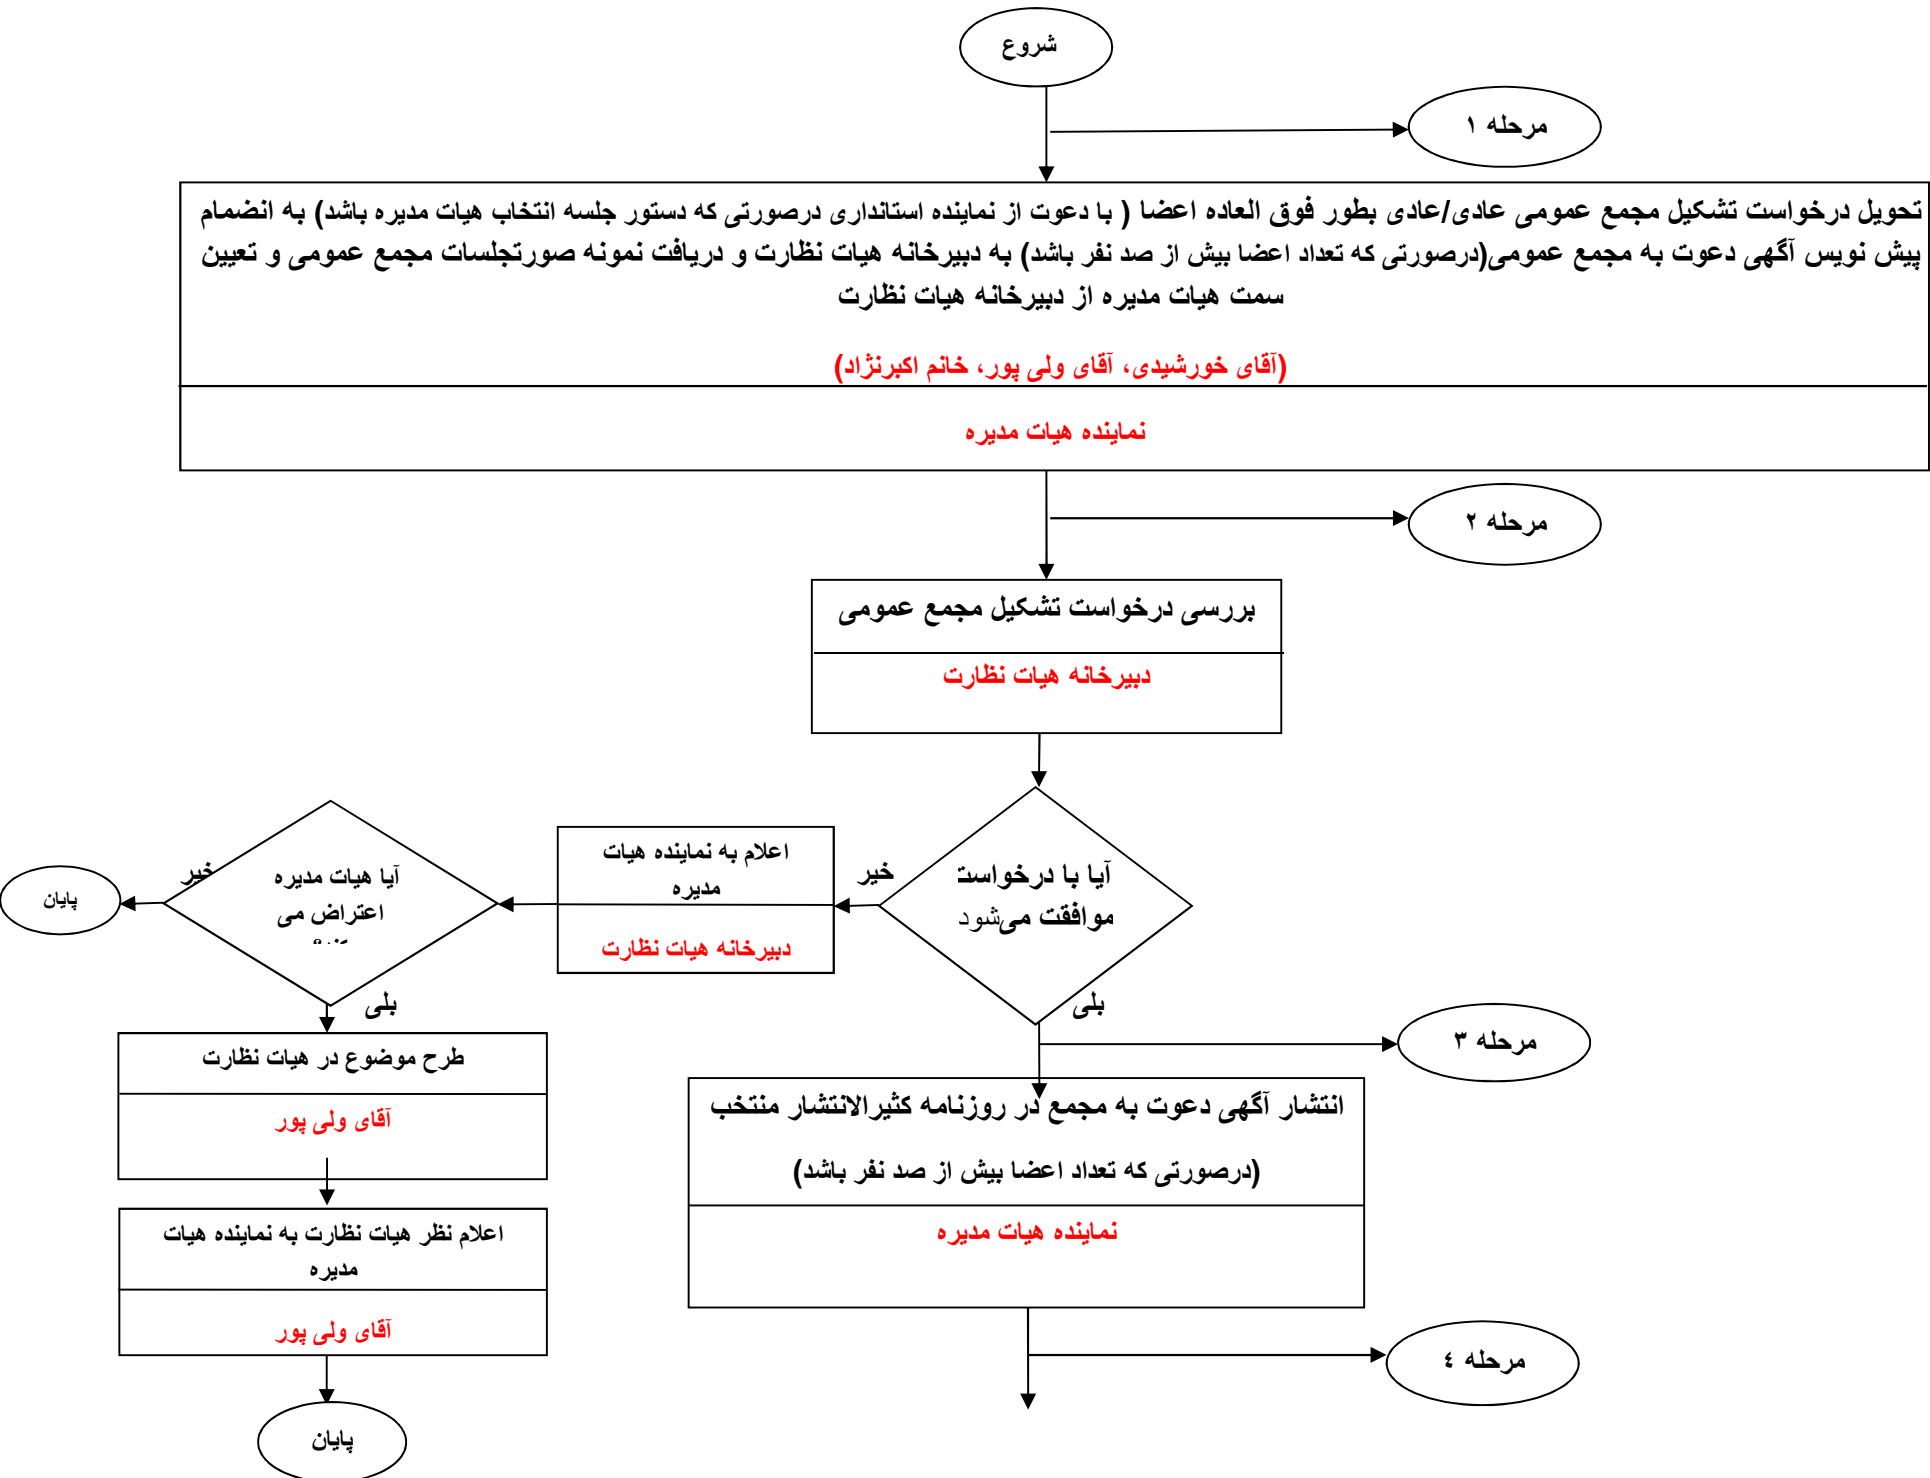 شروع
مرحله ۱
تحویل درخواست تشکیل مجمع عمومی عادی/عادی بطور فوق العاده اعضا ( با دعوت از نماینده استانداری درصورتی که دستور جلسه انتخاب هیات مدیره باشد) به انضمام
پیش نویس آگهی دعوت به مجمع عمومی(درصورتی که تعداد اعضا بیش از صد نفر باشد) به دبیرخانه هیات نظارت و دریافت نمونه صورتجلسات مجمع عمومی و تعیین
سمت هیات مدیره از دبیرخانه هیات نظارت
(آقای خورشیدی، آقای ولی پور، خانم اکبرنژاد)
نماینده هیات مدیره
مرحله ۲
بررسی درخواست تشکیل مجمع عمومی
دبیرخانه هیات نظارت
آیا با درخواست
موافقت می‌شود
خیر
بلی
اعلام به نماینده هیات
مدیره
دبیرخانه هیات نظارت
آیا هیات مدیره
اعتراض می
خیر
بلی
پایان
طرح موضوع در هیات نظارت
آقای ولی پور
اعلام نظر هیات نظارت به نماینده هیات
مدیره
آقای ولی پور
پایان
مرحله ۳
انتشار آگهی دعوت به مجمع در روزنامه کثیرالانتشار منتخب
(درصورتی که تعداد اعضا بیش از صد نفر باشد)
نماینده هیات مدیره
مرحله ٤